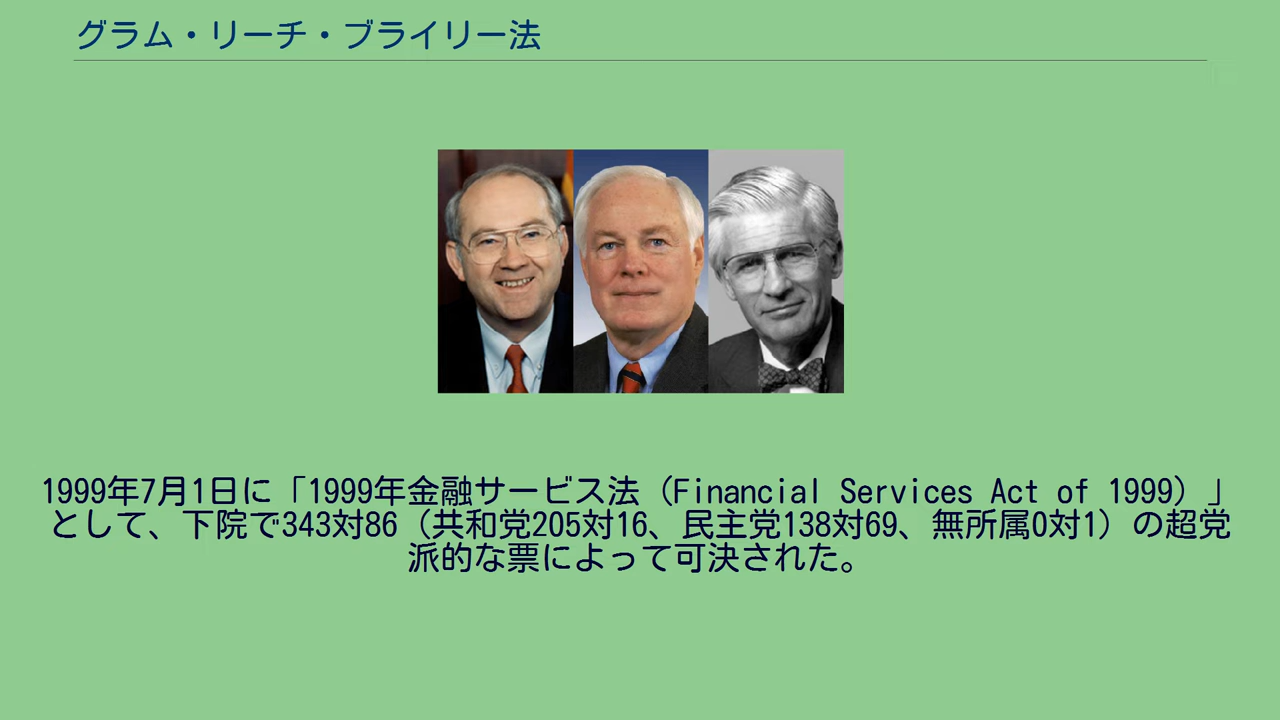 グラム・リーチ・ブライリー法
1999年7月1日に「1999年金融サービス法（Financial Services Act of 1999）」
として、下院で343対86（共和党205対16、民主党138対69、無所属0対1）の超党
派的な票によって可決された。